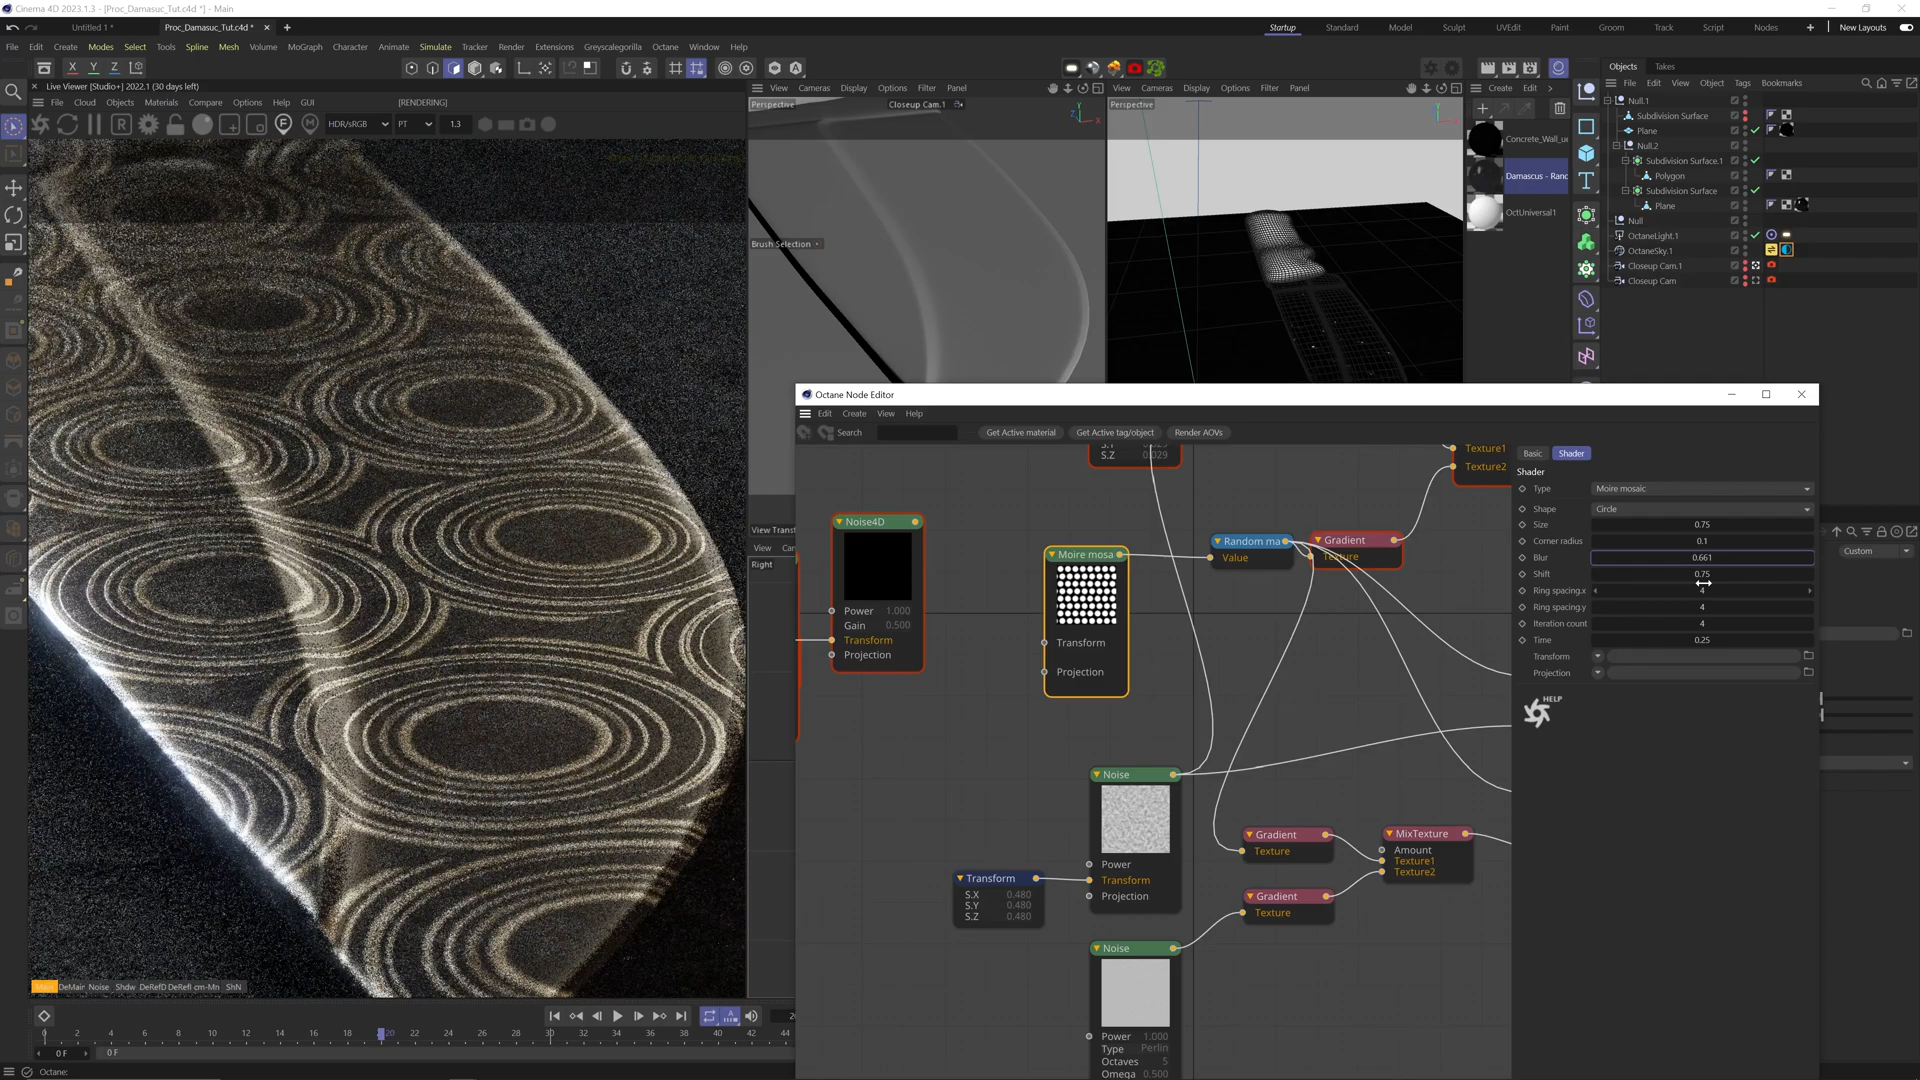 Cinema 4D 2023.1.3 - [Proc_Damasuc_Tut.c4d *] - Main
Untitled 1 *
Proc_Damasuc_Tut.c4d *
Startup Standard Model Sculpt UVEdit Paint Groom Track Script Nodes New Layouts
File Edit Create Modes Select Tools Spline Mesh Volume MoGraph Character Animate Simulate Tracker Render Extensions Greyscalegorilla Octane Window Help
X Y Z
Live Viewer [Studio+] 2022.1 (30 days left)
File Cloud Objects Materials Compare Options Help GUI [RENDERING]
HDR/sRGB PT 1.3
View Cameras Display Options Filter Panel
Perspective
Closeup Cam.1
Brush Selection
View Cameras Display Options Filter Panel
Perspective
View Transf
View Can
Right
Create Edit
Concrete_Wall_u
Damascus - Ranc
OctUniversal1
Objects Takes
File Edit View Object Tags Bookmarks
Null.1
Subdivision Surface
Plane
Null.2
Subdivision Surface.1
Polygon
Subdivision Surface
Plane
Null
OctaneLight.1
OctaneSky.1
Closeup Cam.1
Closeup Cam
Custom
Octane Node Editor
Edit Create View Help
Search
Get Active material
Get Active tag/object
Render AOVs
S.Z 0.029
Texture1
Texture2
Noise4D
Power 1.000
Gain 0.500
Transform
Projection
Moire mosa
Transform
Projection
Random ma
Value
Gradient
Texture
Noise
Power
Transform
Projection
Transform
S.X 0.480
S.Y 0.480
S.Z 0.480
Gradient
Texture
Gradient
Texture
MixTexture
Amount
Texture1
Texture2
Noise
Power 1.000
Type Perlin
Octaves 5
Omega 0.500
Basic Shader
Shader
Type Moire mosaic
Shape Circle
Size 0.75
Corner radius 0.1
Blur 0.661
Shift 0.75
Ring spacing.x 4
Ring spacing.y 4
Iteration count 4
Time 0.25
Transform
Projection
HELP
Main DeMair Noise Shdw DeRefD DeRefl cm-Mn ShN
0 2 4 6 8 10 12 14 16 18 20 22 24 26 28 30 32 34 36 38 40 42 44
0 F 0 F
Octane: